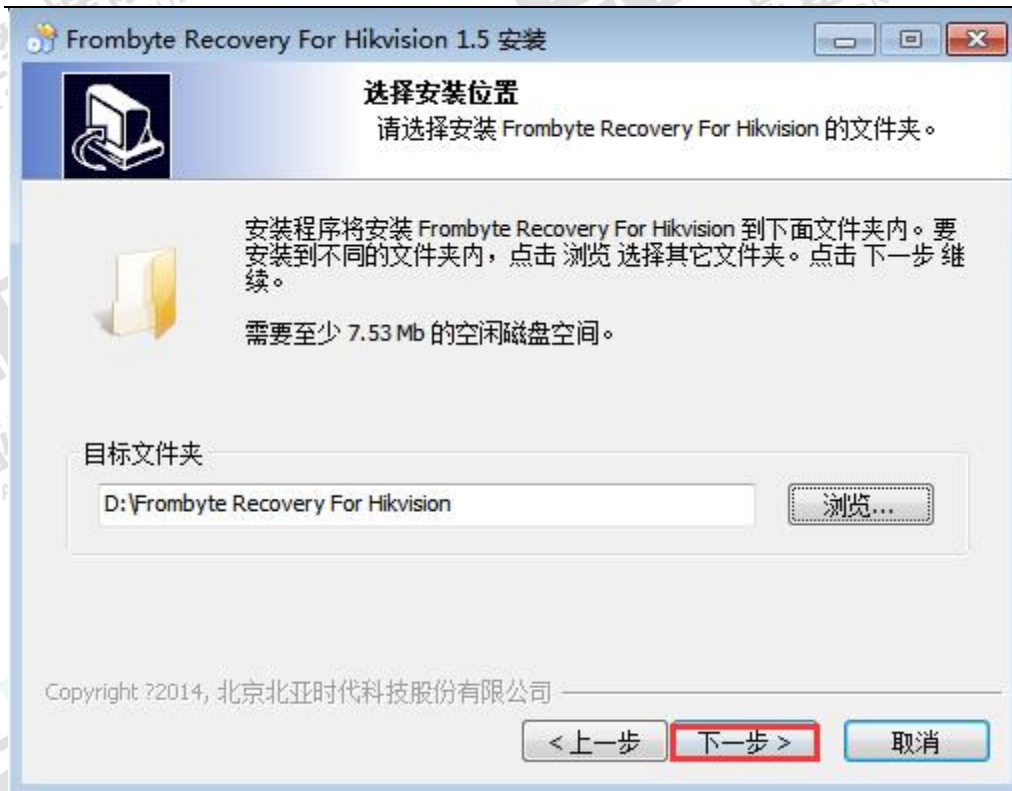 Frombyte Recovery For Hikvision 1.5 安装
选择安装位置
请选择安装 Frombyte Recovery For Hikvision 的文件夹。
安装程序将安装 Frombyte Recovery For Hikvision 到下面文件夹内。要
安装到不同的文件夹内，点击 浏览 选择其它文件夹。点击 下一步 继
续。
需要至少 7.53 Mb 的空闲磁盘空间。
目标文件夹
D:\Frombyte Recovery For Hikvision
浏览...
Copyright ?2014, 北京北亚时代科技股份有限公司
< 上一步
下一步 >
取消